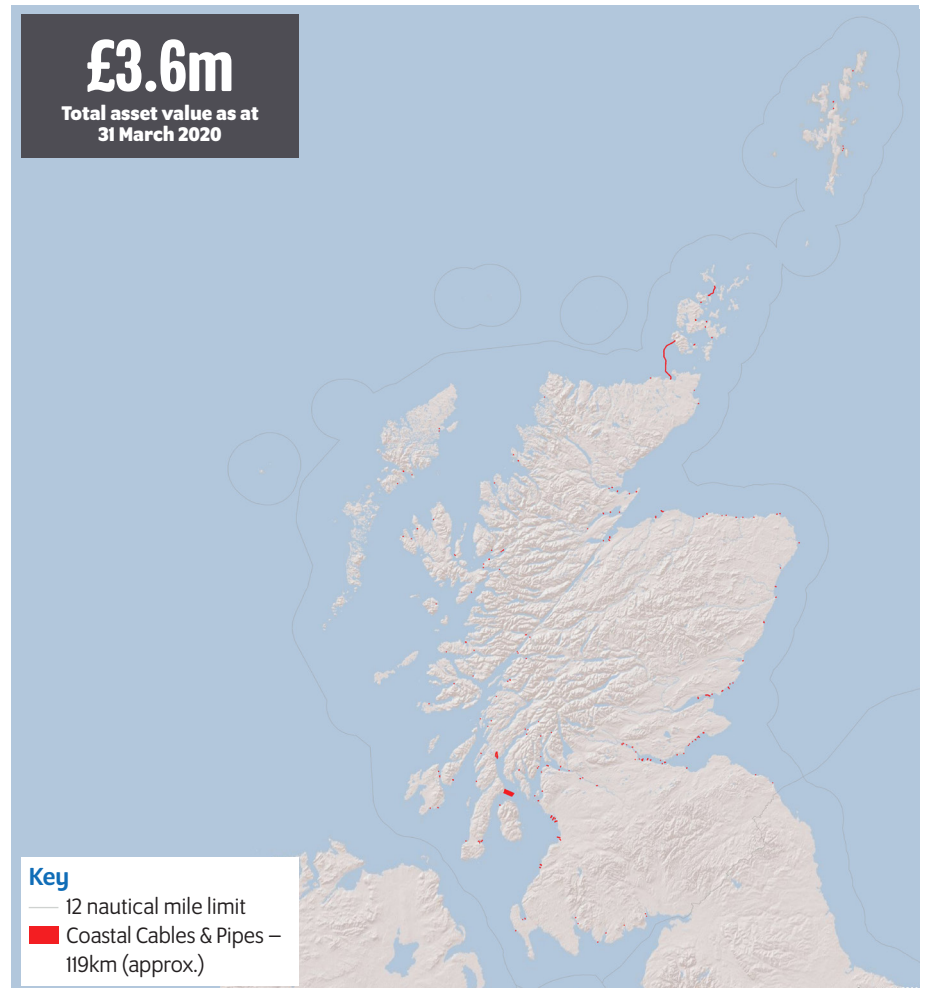 £3.6m
Total asset value as at
31 March 2020
Key
12 nautical mile limit
Coastal Cables & Pipes –
119km (approx.)